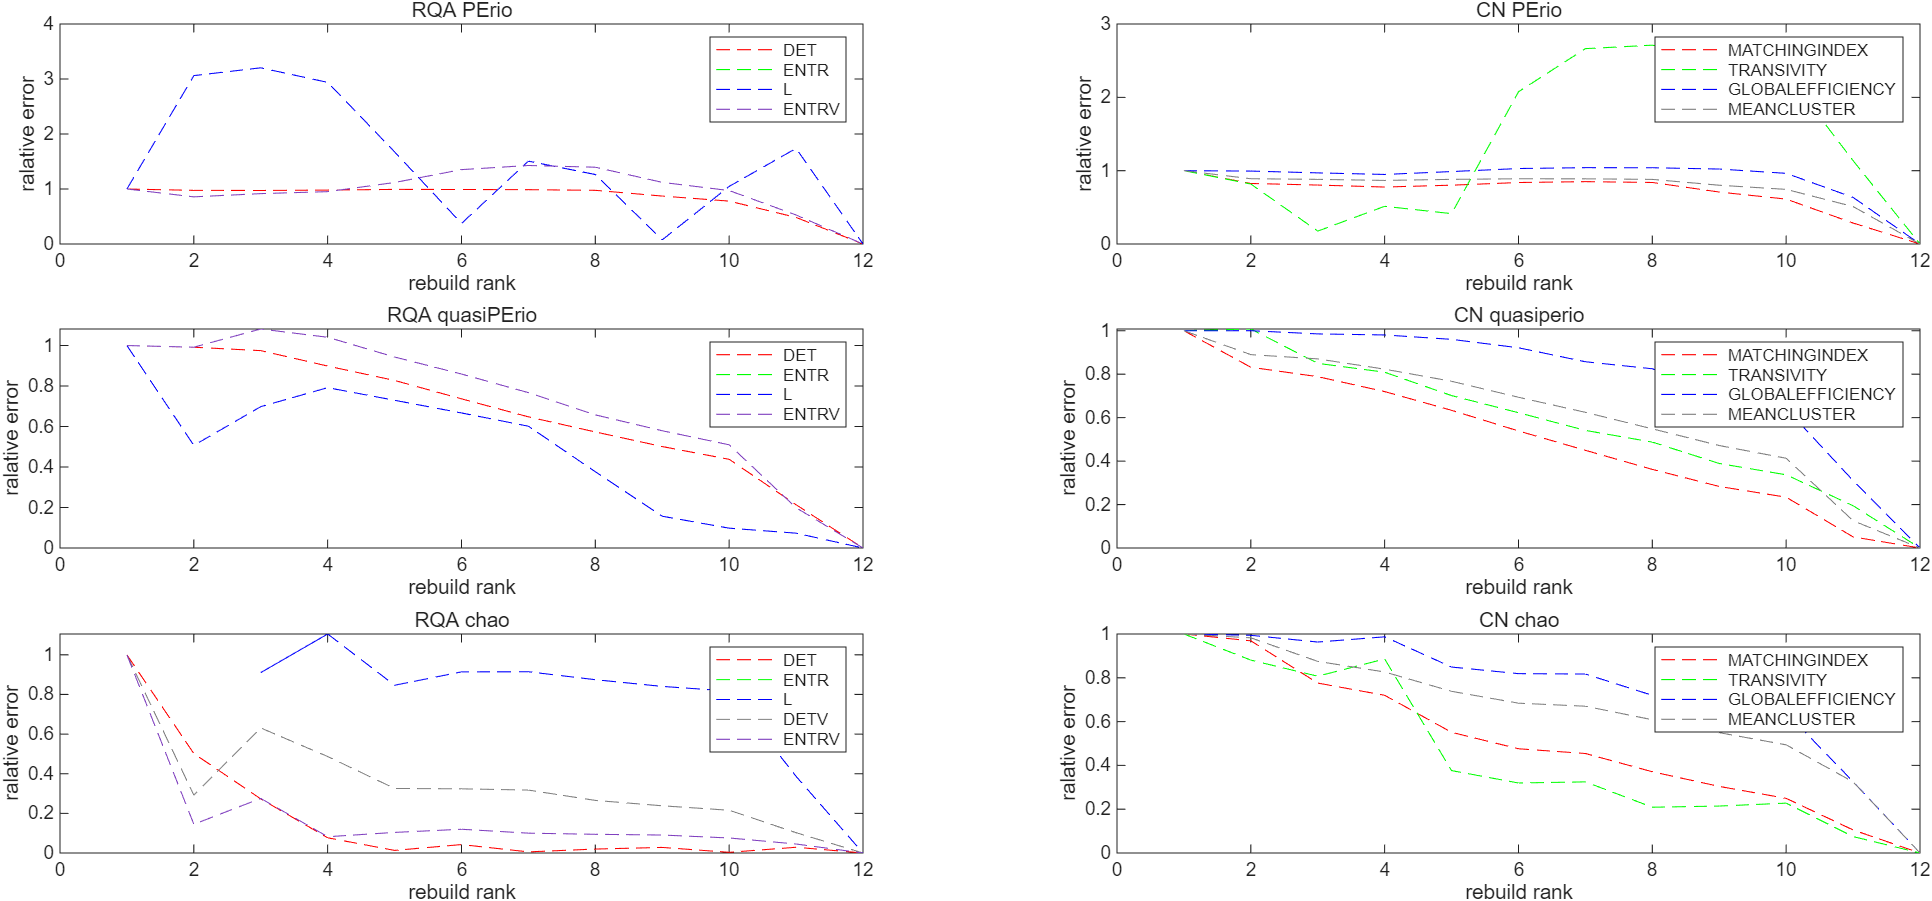 RQA PErio
4
3
2
1
0
ralative error
0 2 4 6 8 10 12
rebuild rank
DET
ENTR
L
ENTRV
CN PErio
3
2
1
0
ralative error
0 2 4 6 8 10 12
rebuild rank
MATCHINGINDEX
TRANSIVITY
GLOBALEFFICIENCY
MEANCLUSTER
RQA quasiPErio
1
0.8
0.6
0.4
0.2
0
ralative error
0 2 4 6 8 10 12
rebuild rank
DET
ENTR
L
ENTRV
CN quasiperio
1
0.8
0.6
0.4
0.2
0
ralative error
0 2 4 6 8 10 12
rebuild rank
MATCHINGINDEX
TRANSIVITY
GLOBALEFFICIENCY
MEANCLUSTER
RQA chao
1
0.8
0.6
0.4
0.2
0
ralative error
0 2 4 6 8 10 12
rebuild rank
DET
ENTR
L
DETV
ENTRV
CN chao
1
0.8
0.6
0.4
0.2
0
ralative error
0 2 4 6 8 10 12
rebuild rank
MATCHINGINDEX
TRANSIVITY
GLOBALEFFICIENCY
MEANCLUSTER